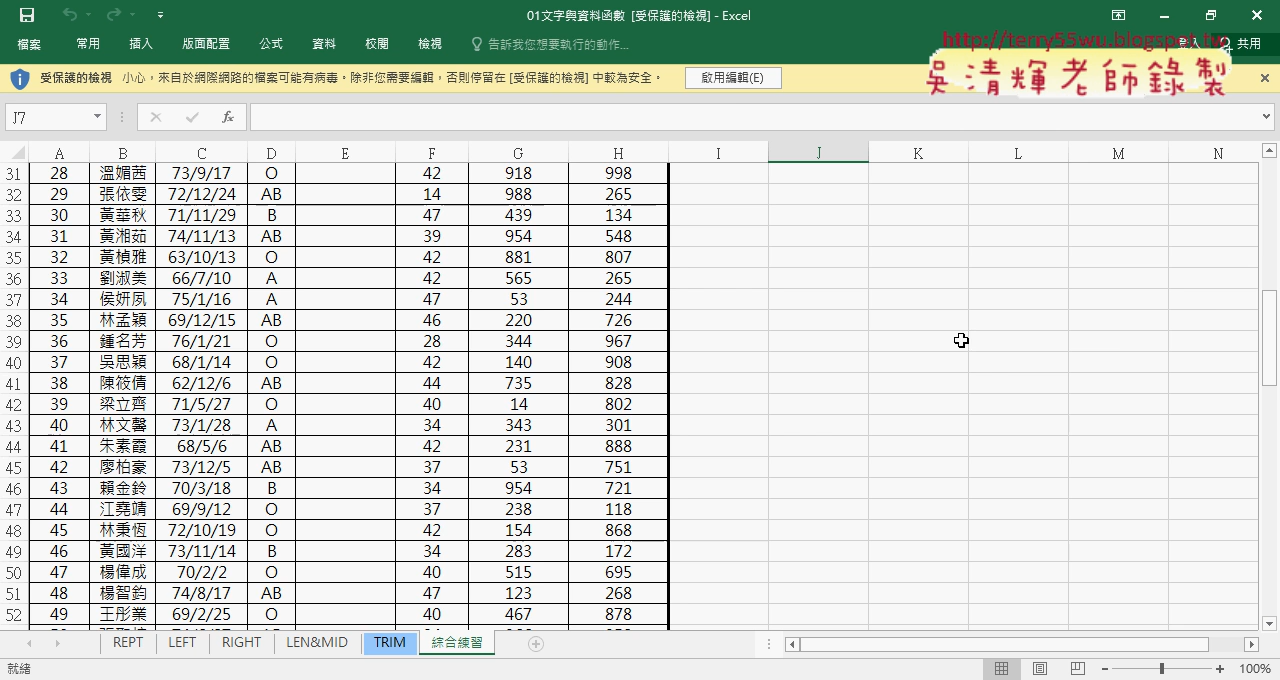 01文字與資料函數 [受保護的檢視] - Excel
檔案 常用 插入 版面配置 公式 資料 校閱 檢視 告訴我您想要執行的動作... 登入 共用
http://terry55wu.blogspot.tw
吳清輝老師錄製
受保護的檢視 小心，來自於網際網路的檔案可能有病毒。除非您需要編輯，否則停留在 [受保護的檢視] 中較為安全。 啟用編輯(E)
J7 fx
A B C D E F G H I J K L M N
31 28 溫媚茜 73/9/17 O 42 918 998
32 29 張依雯 72/12/24 AB 14 988 265
33 30 黃華秋 71/11/29 B 47 439 134
34 31 黃湘茹 74/11/13 AB 39 954 548
35 32 黃楨雅 63/10/13 O 42 881 807
36 33 劉淑美 66/7/10 A 42 565 265
37 34 侯妍夙 75/1/16 A 47 53 244
38 35 林孟穎 69/12/15 AB 46 220 726
39 36 鍾名芳 76/1/21 O 28 344 967
40 37 吳思穎 68/1/14 O 42 140 908
41 38 陳筱倩 62/12/6 AB 44 735 828
42 39 梁立齊 71/5/27 O 40 14 802
43 40 林文馨 73/1/28 A 34 343 301
44 41 朱素霞 68/5/6 AB 42 231 888
45 42 廖柏豪 73/12/5 AB 37 53 751
46 43 賴金鈴 70/3/18 B 34 954 721
47 44 江堯靖 69/9/12 O 37 238 118
48 45 林秉恆 72/10/19 O 42 154 868
49 46 黃國洋 73/11/14 B 34 283 172
50 47 楊偉成 70/2/2 O 40 515 695
51 48 楊智鈞 74/8/17 AB 47 123 268
52 49 王彤業 69/2/25 O 40 467 878
REPT LEFT RIGHT LEN&MID TRIM 綜合練習
就緒 100%